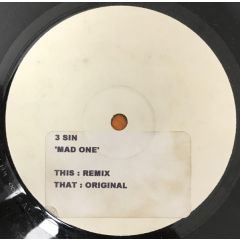 3 SIN
'MAD ONE'
THIS : REMIX
THAT : ORIGINAL